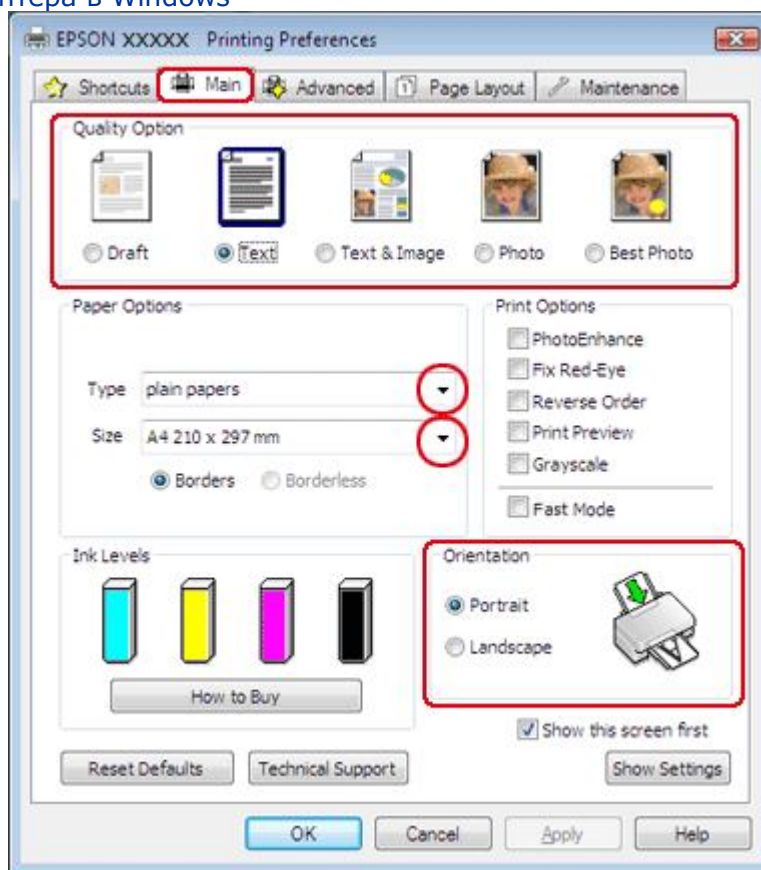 тера в Windows
EPSON XXXXX Printing Preferences
Shortcuts Main Advanced Page Layout Maintenance
Quality Option
Draft Text Text & Image Photo Best Photo
Paper Options Print Options
PhotoEnhance
Fix Red-Eye
Type plain papers Reverse Order
Size A4 210 x 297 mm Print Preview
Borders Borderless Grayscale
Fast Mode
Ink Levels Orientation
Portrait
Landscape
How to Buy
Show this screen first
Reset Defaults Technical Support Show Settings
OK Cancel Apply Help